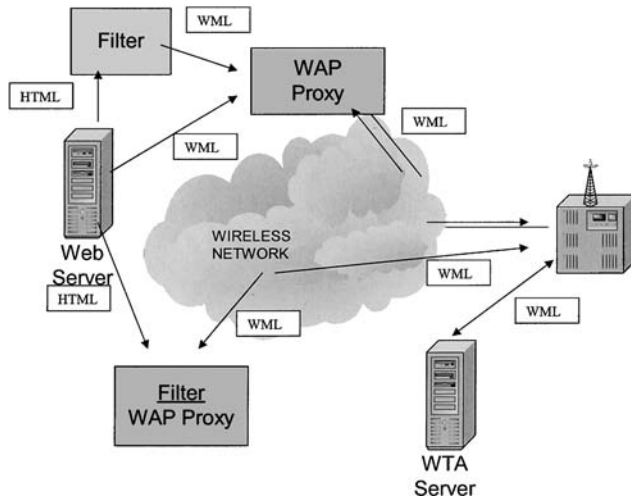 WML
Filter
WML
WAP
Proxy
HTML
WML
WML
WIRELESS
NETWORK
Web
Server
WML
HTML
WML
WML
Filter
WAP Proxy
WTA
Server